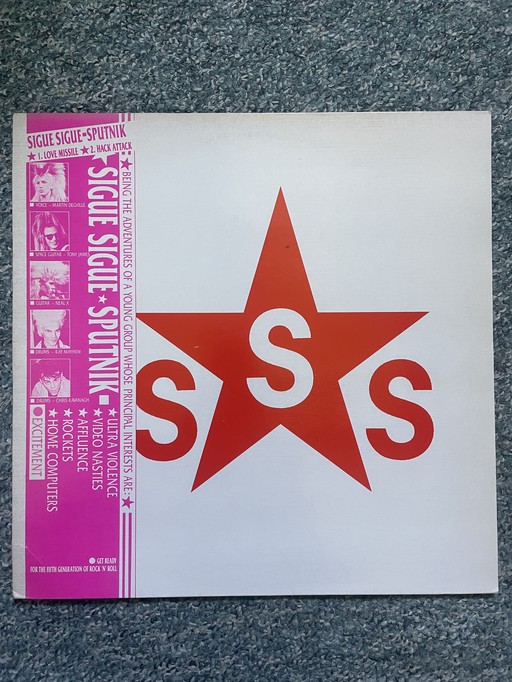 SIGUE SIGUE=SPUTNIK
★ 1. LOVE MISSILE ★ 2. HACK ATTACK
VOICE – MARTIN DEGVILLE
SPACE GUITAR – TONY JAMES
GUITAR – NEAL X
DRUMS – RAY MAYHEW
DRUMS – CHRIS KAVANAGH
★ SIGUE SIGUE ★ SPUTNIK
★ BEING THE ADVENTURES OF A YOUNG GROUP WHOSE PRINCIPAL INTERESTS ARE: ★
★ ULTRA VIOLENCE
★ VIDEO NASTIES
★ AFFLUENCE
★ ROCKETS
★ HOME COMPUTERS
EXCITEMENT
GET READY
FOR THE FIFTH GENERATION OF ROCK 'N' ROLL
S
S S